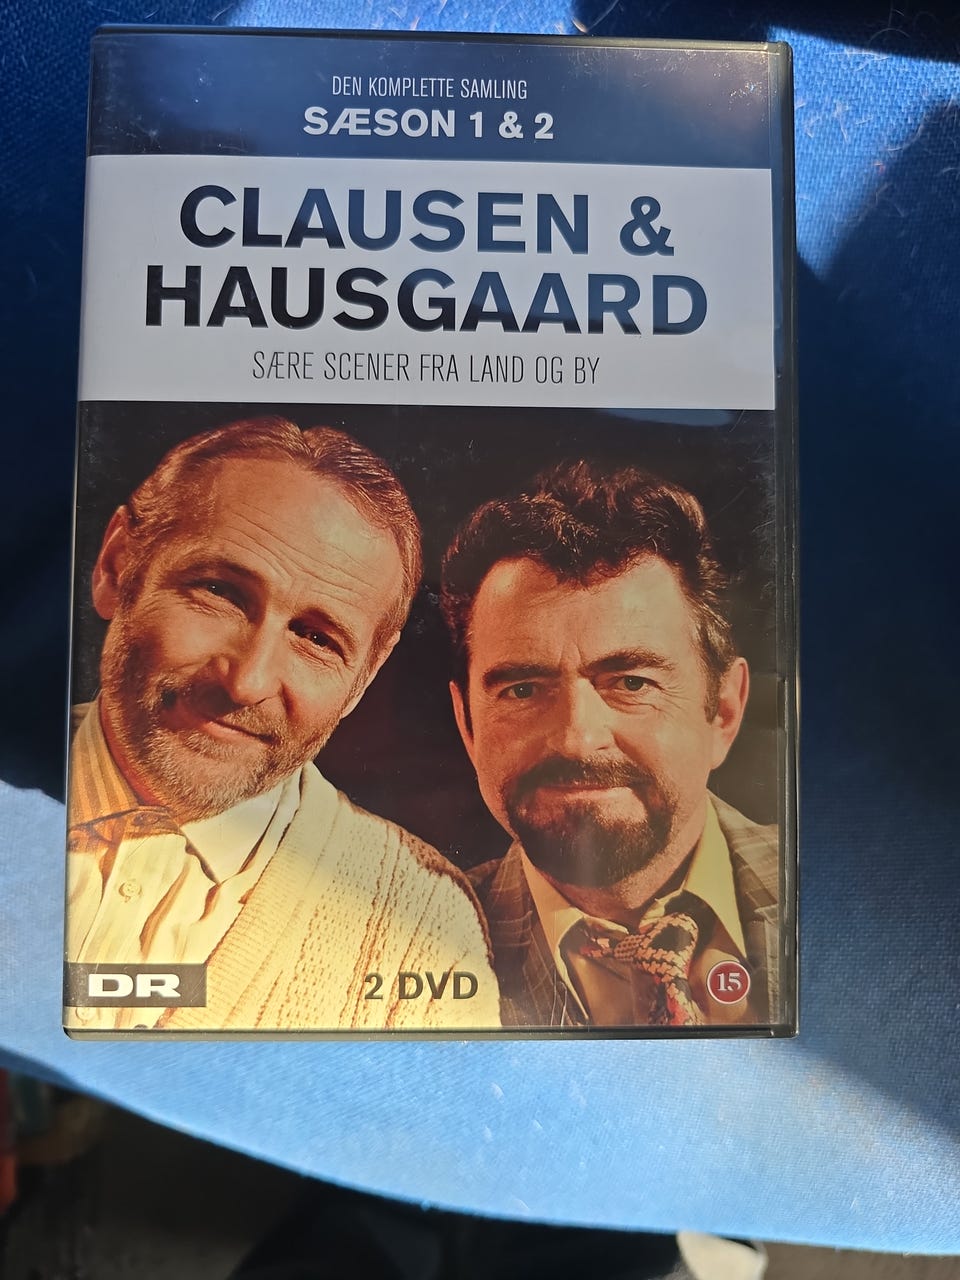 DEN KOMPLETTE SAMLING
SÆSON 1 & 2
CLAUSEN &
HAUSGAARD
SÆRE SCENER FRA LAND OG BY
DR
2 DVD
15